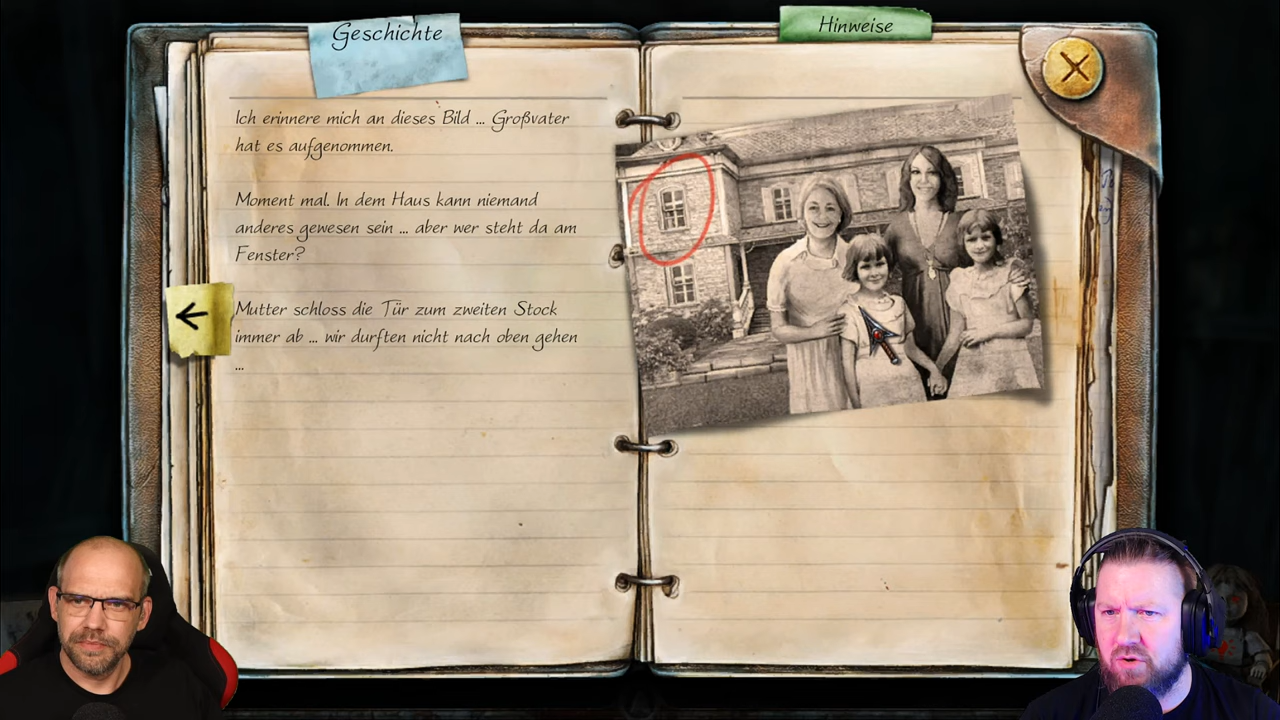 Geschichte
Hinweise
Ich erinnere mich an dieses Bild ... Großvater
hat es aufgenommen.
Moment mal. In dem Haus kann niemand
anderes gewesen sein ... aber wer steht da am
Fenster?
Mutter schloss die Tür zum zweiten Stock
immer ab ... wir durften nicht nach oben gehen
...